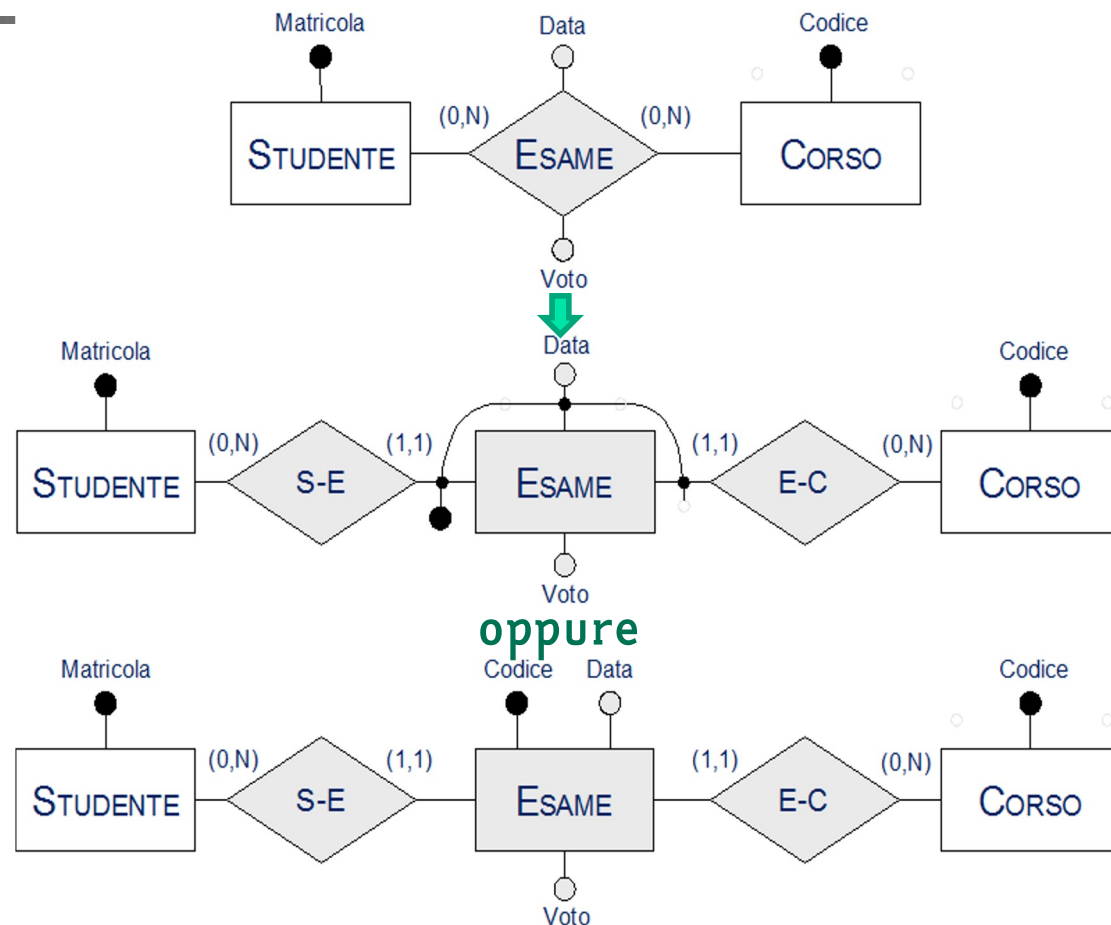 Matricola Data Codice
(0,N) (0,N)
STUDENTE ESAME CORSO
Voto
Data
Matricola Codice
(0,N) (1,1) (1,1) (0,N)
STUDENTE S-E ESAME E-C CORSO
Voto
oppure
Matricola Codice Data Codice
(0,N) (1,1) (1,1) (0,N)
STUDENTE S-E ESAME E-C CORSO
Voto